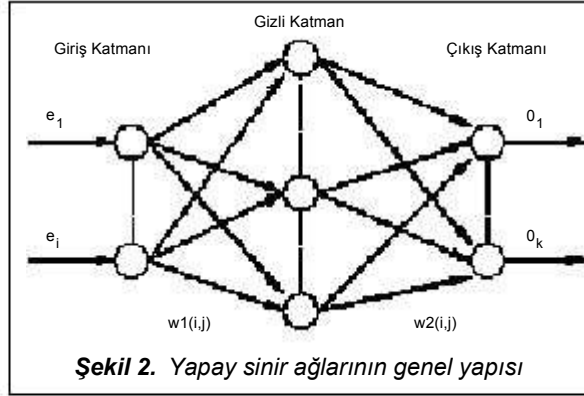 Gizli Katman
Giriş Katmanı
Çıkış Katmanı
e1
01
ei
0k
w1(i,j)
w2(i,j)
Şekil 2. Yapay sinir ağlarının genel yapısı